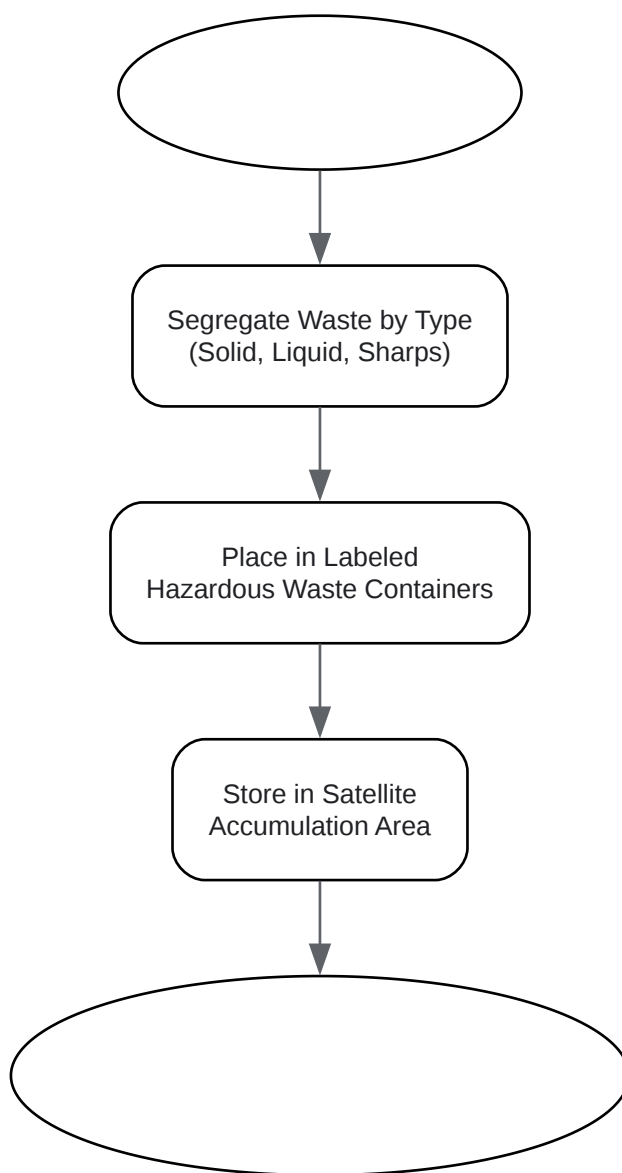 Segregate Waste by Type
(Solid, Liquid, Sharps)
Place in Labeled
Hazardous Waste Containers
Store in Satellite
Accumulation Area